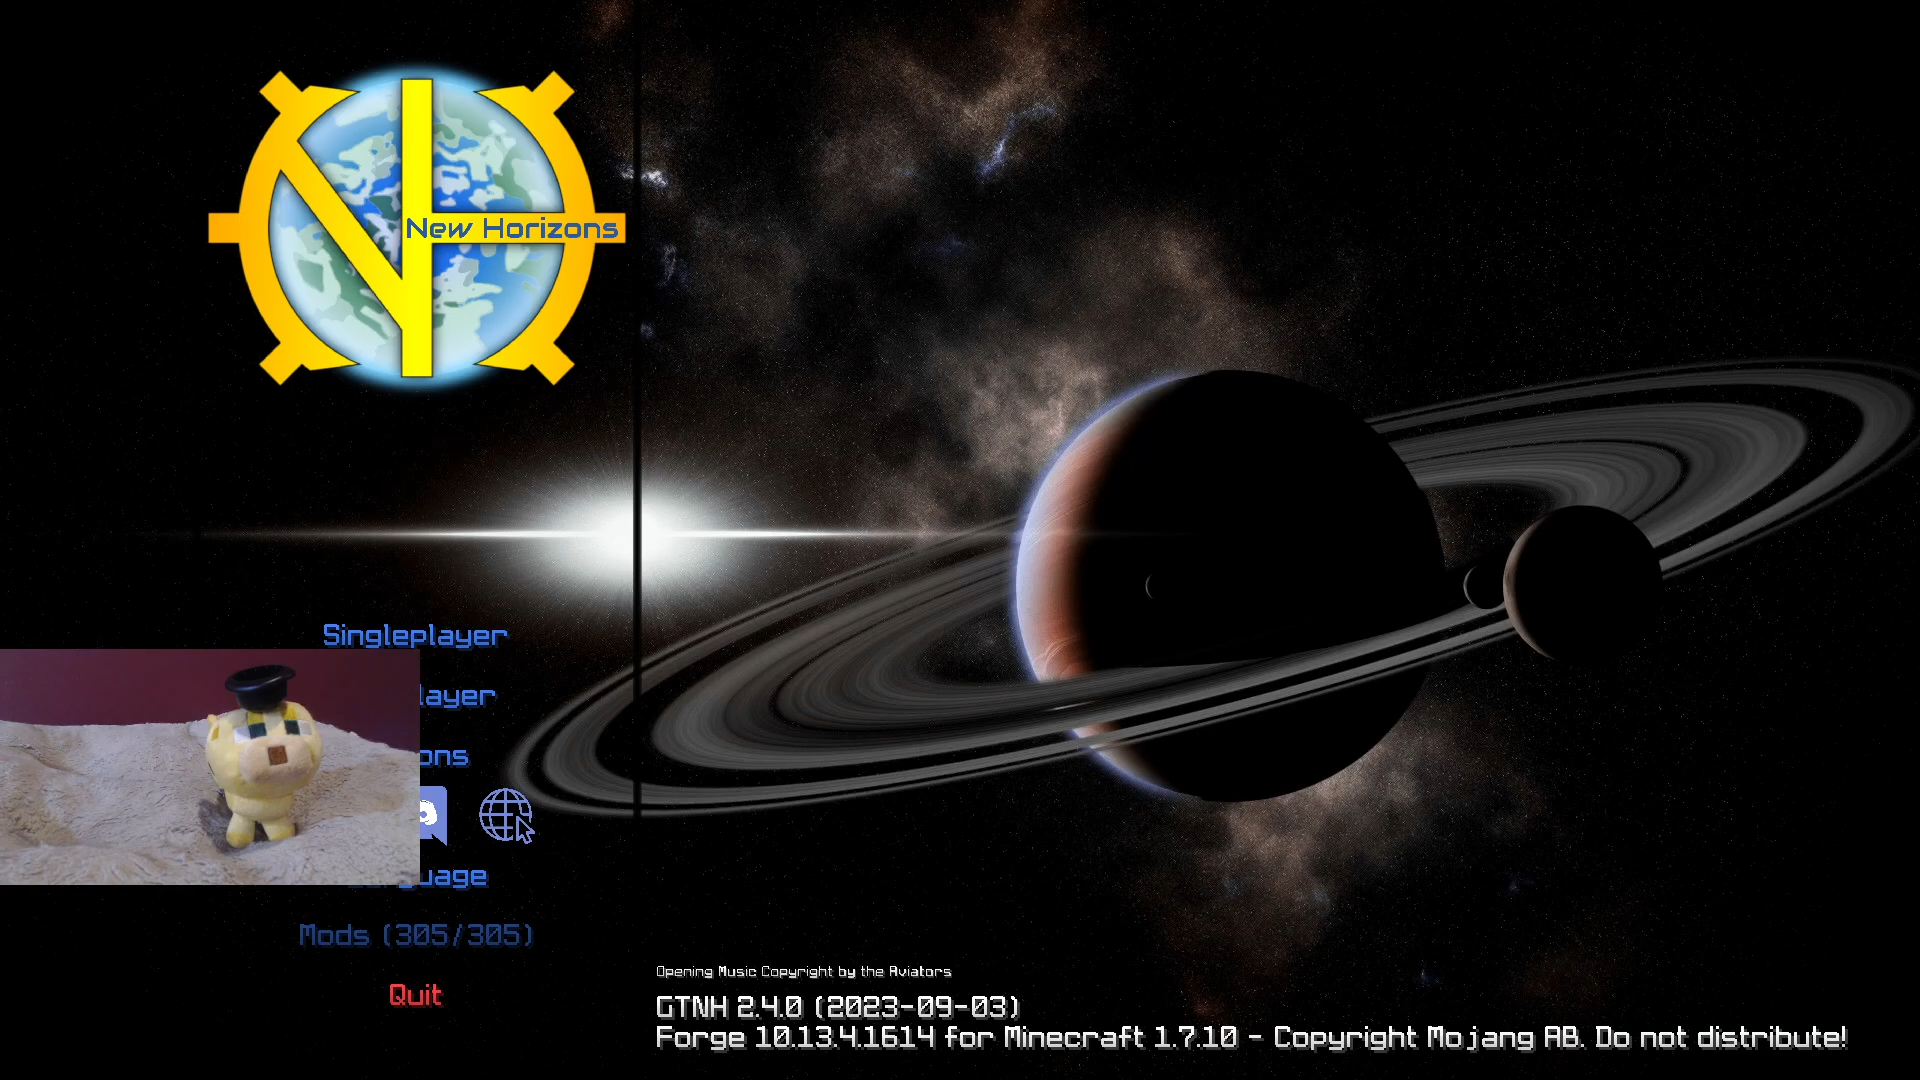 New Horizons
Singleplayer
layer
ons
uage
Mods (305/305)
Quit
Opening Music Copyright by the Aviators
GTNH 2.4.0 (2023-09-03)
Forge 10.13.4.1614 for Minecraft 1.7.10 - Copyright Mojang AB. Do not distribute!